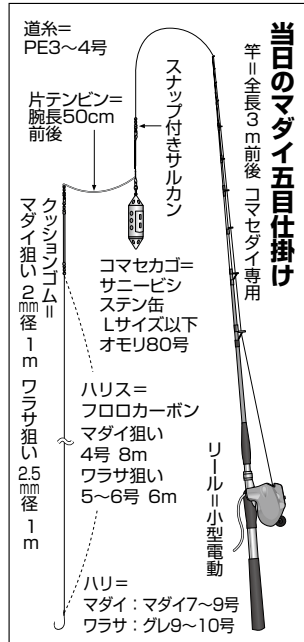 当日のマダイ五目仕掛け
竿＝全長3m前後 コマセダイ専用
道糸＝
PE3〜4号
スナップ付きサルカン
片テンビン＝
腕長50cm
前後
クッションゴム＝
マダイ狙い 2mm径 1m ワラサ狙い 2.5mm径 1m
コマセカゴ＝
サニービシ
ステン缶
Lサイズ以下
オモリ80号
ハリス＝
フロロカーボン
マダイ狙い
4号 8m
ワラサ狙い
5〜6号 6m
リール＝小型電動
ハリ＝
マダイ：マダイ7〜9号
ワラサ：グレ9〜10号